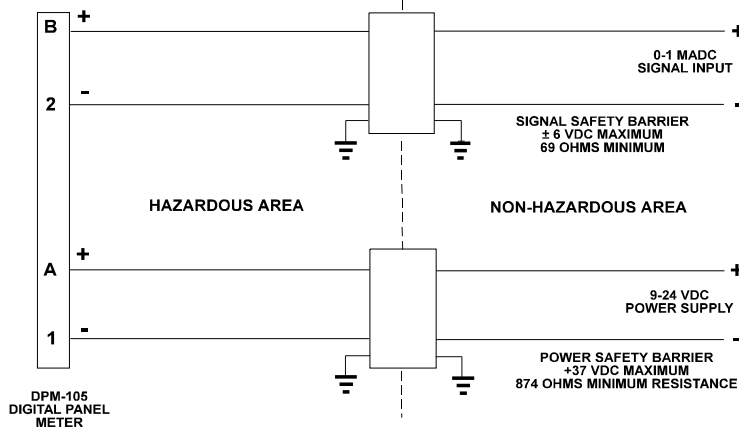 B +
0-1 MADC
SIGNAL INPUT
+
2 -
-
SIGNAL SAFETY BARRIER
± 6 VDC MAXIMUM
69 OHMS MINIMUM
HAZARDOUS AREA
NON-HAZARDOUS AREA
A +
+
9-24 VDC
POWER SUPPLY
1 -
-
POWER SAFETY BARRIER
+37 VDC MAXIMUM
874 OHMS MINIMUM RESISTANCE
DPM-105
DIGITAL PANEL
METER